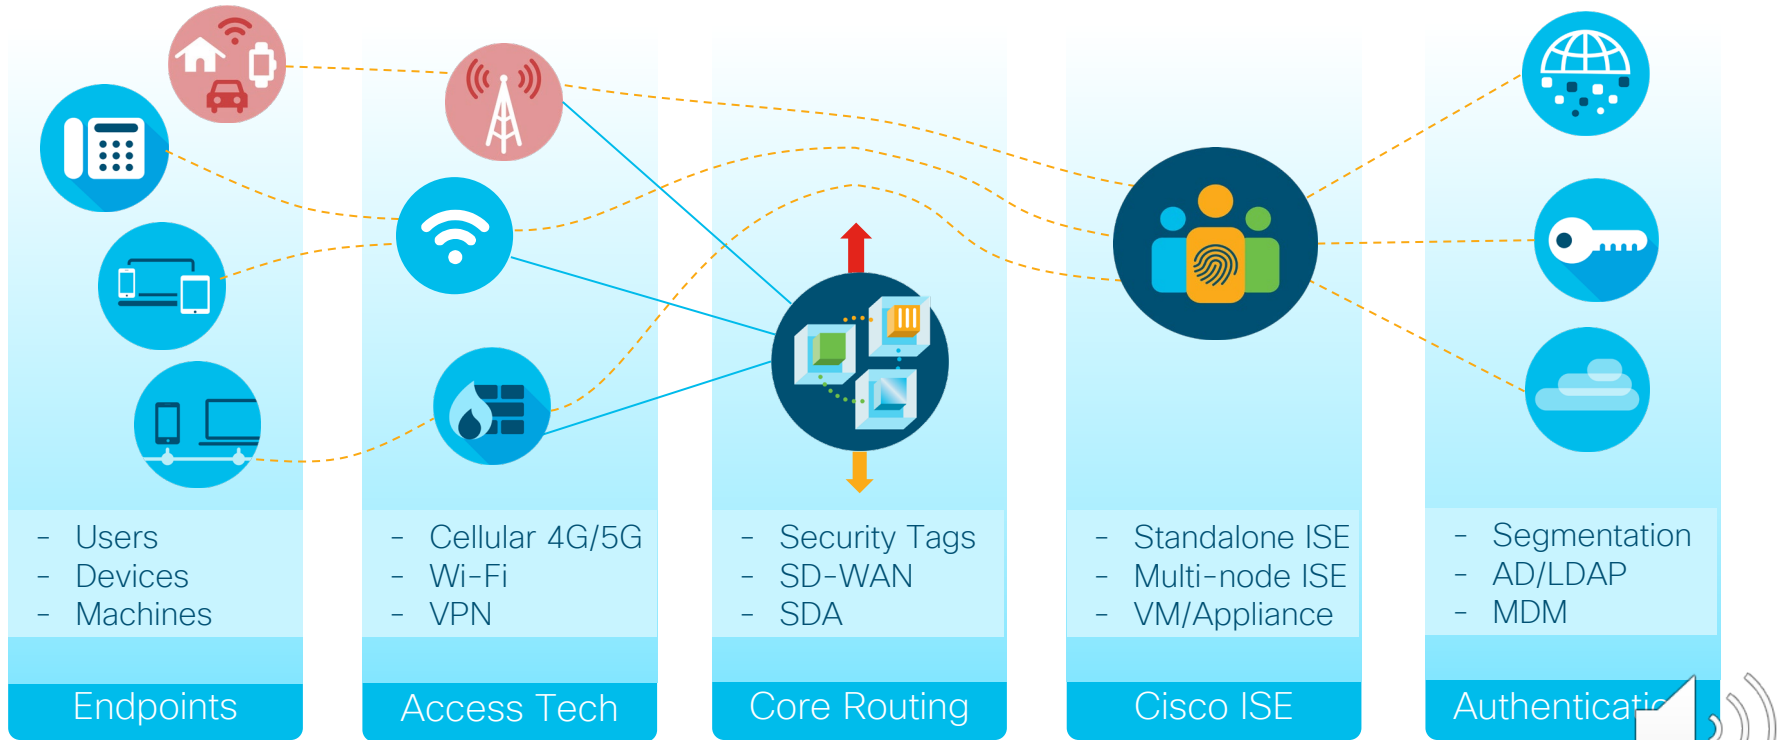 - Users
- Devices
- Machines
Endpoints
- Cellular 4G/5G
- Wi-Fi
- VPN
Access Tech
- Security Tags
- SD-WAN
- SDA
Core Routing
- Standalone ISE
- Multi-node ISE
- VM/Appliance
Cisco ISE
- Segmentation
- AD/LDAP
- MDM